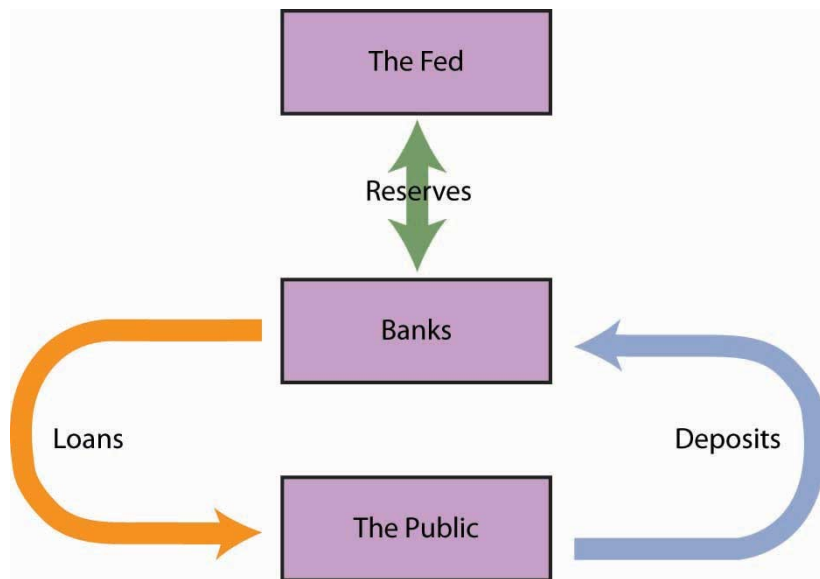 The Fed
Reserves
Banks
Loans
Deposits
The Public